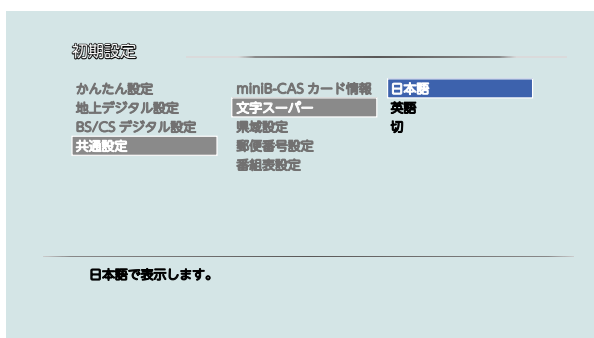 初期設定
かんたん設定
地上デジタル設定
BS/CS デジタル設定
共通設定
miniB-CAS カード情報
文字スーパー
県域設定
郵便番号設定
番組表設定
日本語
英語
切
日本語で表示します。